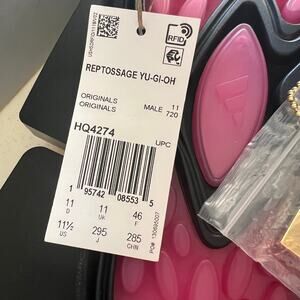 RFID
REPTOSSAGE YU-GI-OH
ORIGINALS
ORIGINALS
MALE 11
720
HQ4274
UPC
1 95742 08553 5
11 11 46
D UK F
11½ 295 285
US J CHN